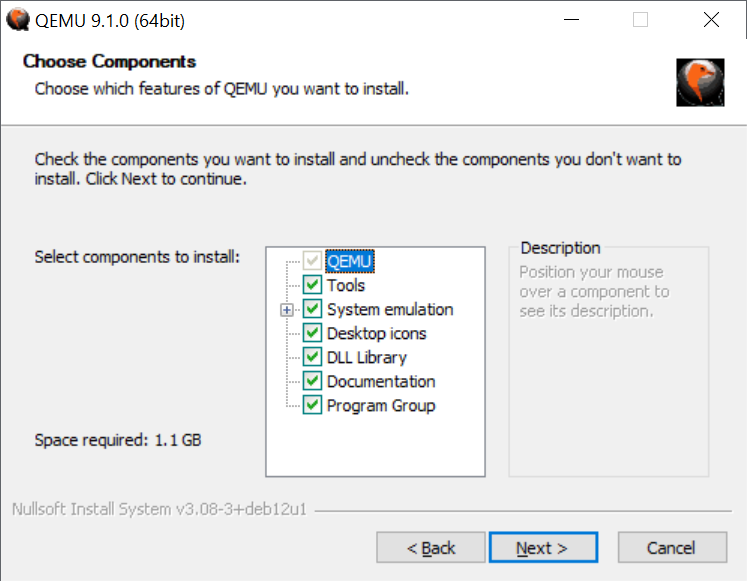 QEMU 9.1.0 (64bit)
Choose Components
Choose which features of QEMU you want to install.
Check the components you want to install and uncheck the components you don't want to
install. Click Next to continue.
Select components to install:
QEMU
Tools
System emulation
Desktop icons
DLL Library
Documentation
Program Group
Description
Position your mouse
over a component to
see its description.
Space required: 1.1 GB
Nullsoft Install System v3.08-3+deb12u1
< Back
Next >
Cancel